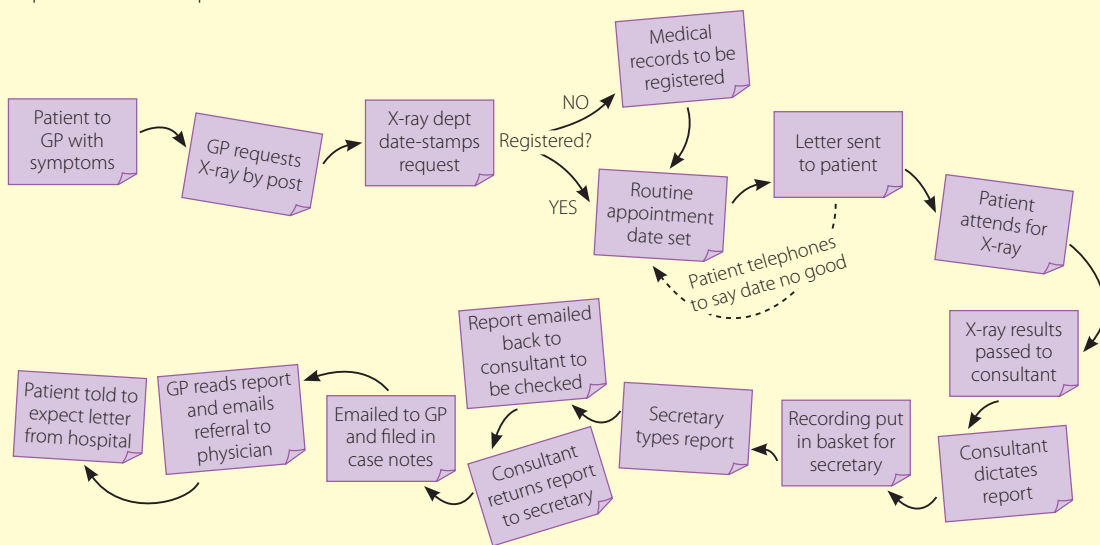 Patient to
GP with
symptoms
GP requests
X-ray by post
X-ray dept
date-stamps
request
Registered?
NO
YES
Medical
records to be
registered
Routine
appointment
date set
Letter sent
to patient
Patient telephones
to say date no good
Patient
attends for
X-ray
X-ray results
passed to
consultant
Consultant
dictates
report
Recording put
in basket for
secretary
Secretary
types report
Report emailed
back to
consultant to
be checked
Consultant
returns report
to secretary
Emailed to GP
and filed in
case notes
GP reads report
and emails
referral to
physician
Patient told to
expect letter
from hospital